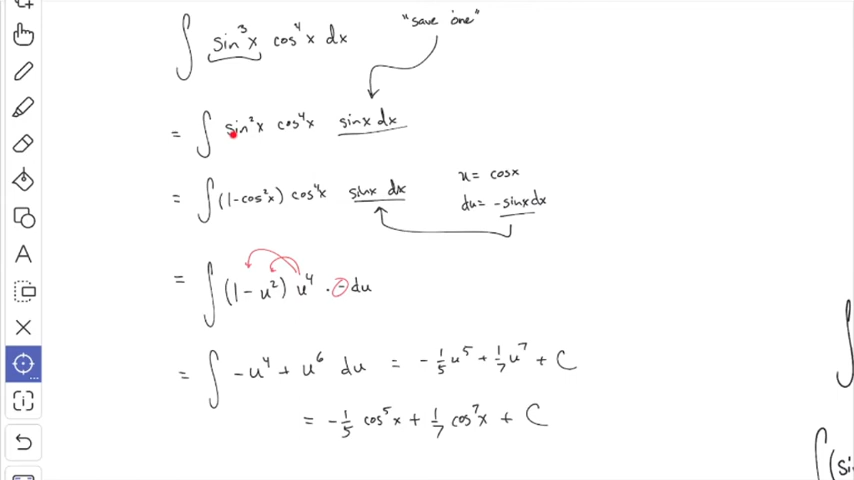 ∫ sin³x cos⁴x dx
"save one"
= ∫ sin²x cos⁴x sinx dx
= ∫(1-cos²x) cos⁴x sinx dx
u = cosx
du = -sinxdx
= ∫ (1-u²) u⁴ · - du
= ∫ -u⁴ + u⁶ du = -1/5 u⁵ + 1/7 u⁷ + C
= -1/5 cos⁵x + 1/7 cos⁷x + C
∫
∫(si
A